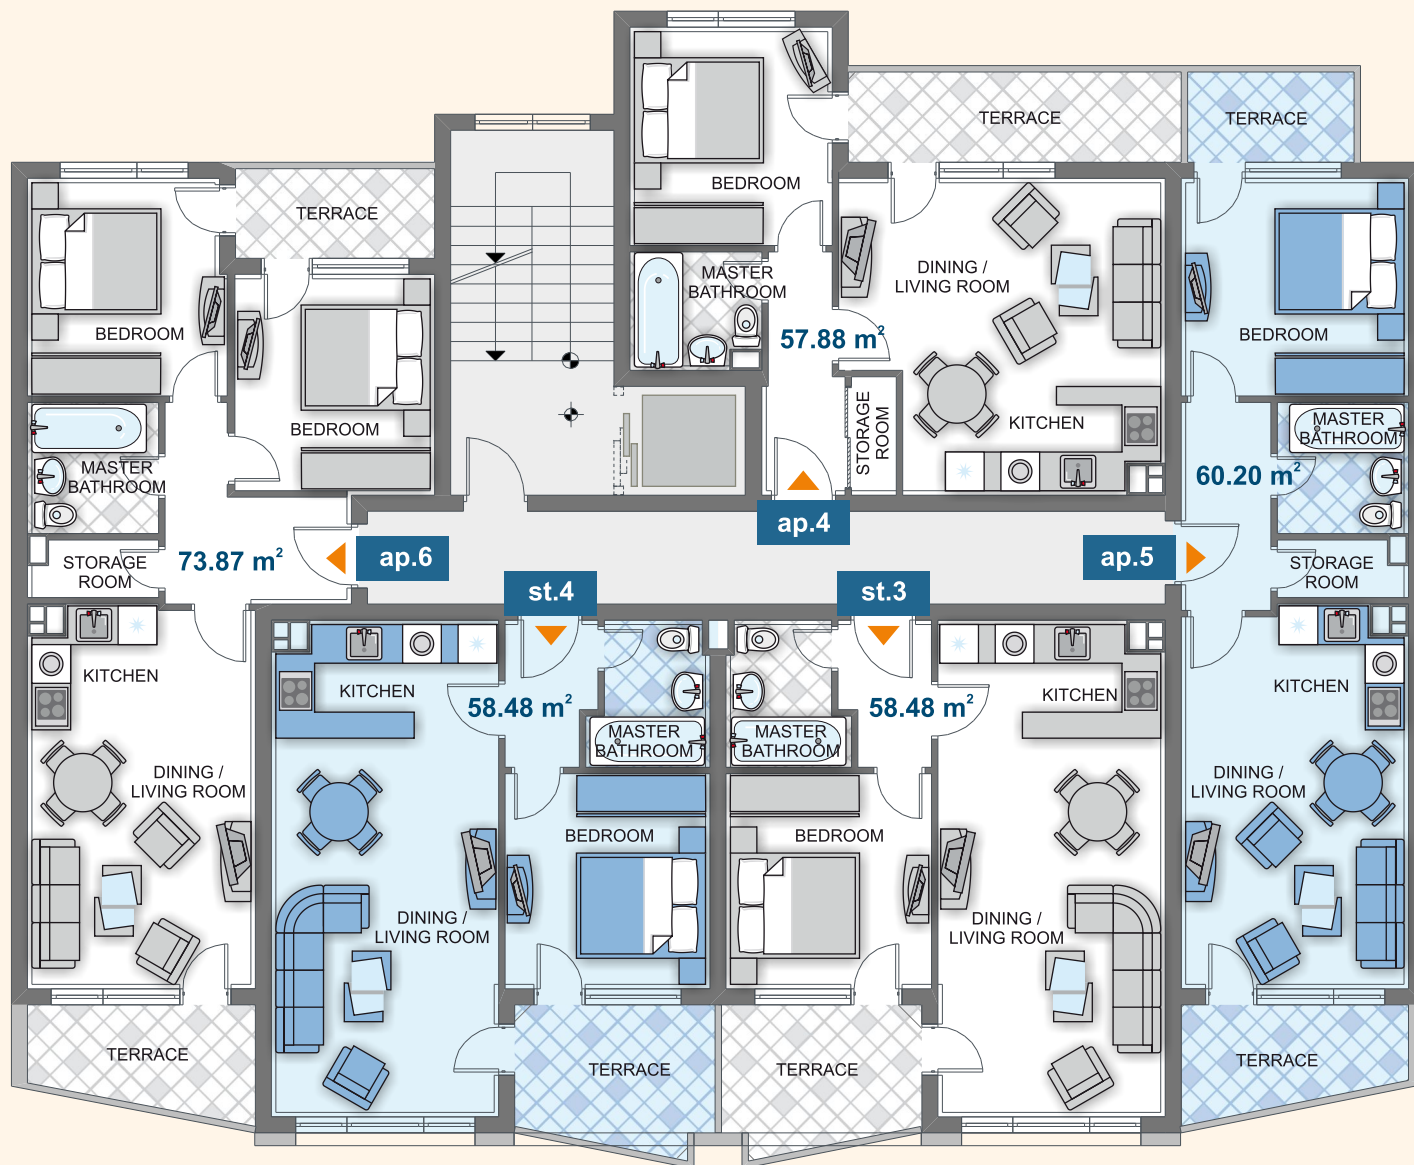 TERRACE
TERRACE
BEDROOM
TERRACE
MASTER
BATHROOM
DINING /
LIVING ROOM
BEDROOM
BEDROOM
57.88 m²
BEDROOM
STORAGE
ROOM
KITCHEN
MASTER
BATHROOM
MASTER
BATHROOM
60.20 m²
ap.4
73.87 m²
ap.6
ap.5
STORAGE
ROOM
STORAGE
ROOM
st.4
st.3
KITCHEN
KITCHEN
58.48 m²
58.48 m²
KITCHEN
KITCHEN
MASTER
BATHROOM
MASTER
BATHROOM
DINING /
LIVING ROOM
DINING /
LIVING ROOM
BEDROOM
BEDROOM
DINING /
LIVING ROOM
DINING /
LIVING ROOM
TERRACE
TERRACE
TERRACE
TERRACE